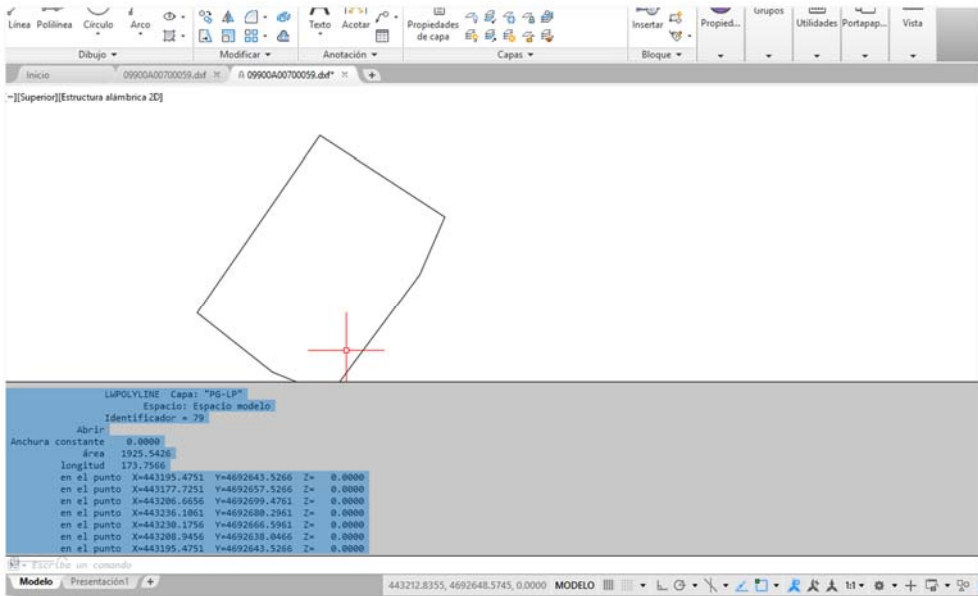 Línea Polilínea Círculo Arco Texto Acotar Propiedades de capa Insertar Propied... Grupos Utilidades Portapap... Vista
Dibujo Modificar Anotación Capas Bloque
Inicio 09900A00700059.dxf 09900A00700059.dxf* +
−][Superior][Estructura alámbrica 2D]
LWPOLYLINE Capa: "PG-LP"
Espacio: Espacio modelo
Identificador = 79
Abrir
Anchura constante 0.0000
área 1925.5426
longitud 173.7566
en el punto X=443195.4751 Y=4692643.5266 Z= 0.0000
en el punto X=443177.7251 Y=4692657.5266 Z= 0.0000
en el punto X=443206.6656 Y=4692699.4761 Z= 0.0000
en el punto X=443236.1061 Y=4692680.2961 Z= 0.0000
en el punto X=443230.1756 Y=4692666.5961 Z= 0.0000
en el punto X=443208.9456 Y=4692638.0466 Z= 0.0000
en el punto X=443195.4751 Y=4692643.5266 Z= 0.0000
Escriba un comando
Modelo Presentación1 + 443212.8355, 4692648.5745, 0.0000 MODELO 1:1